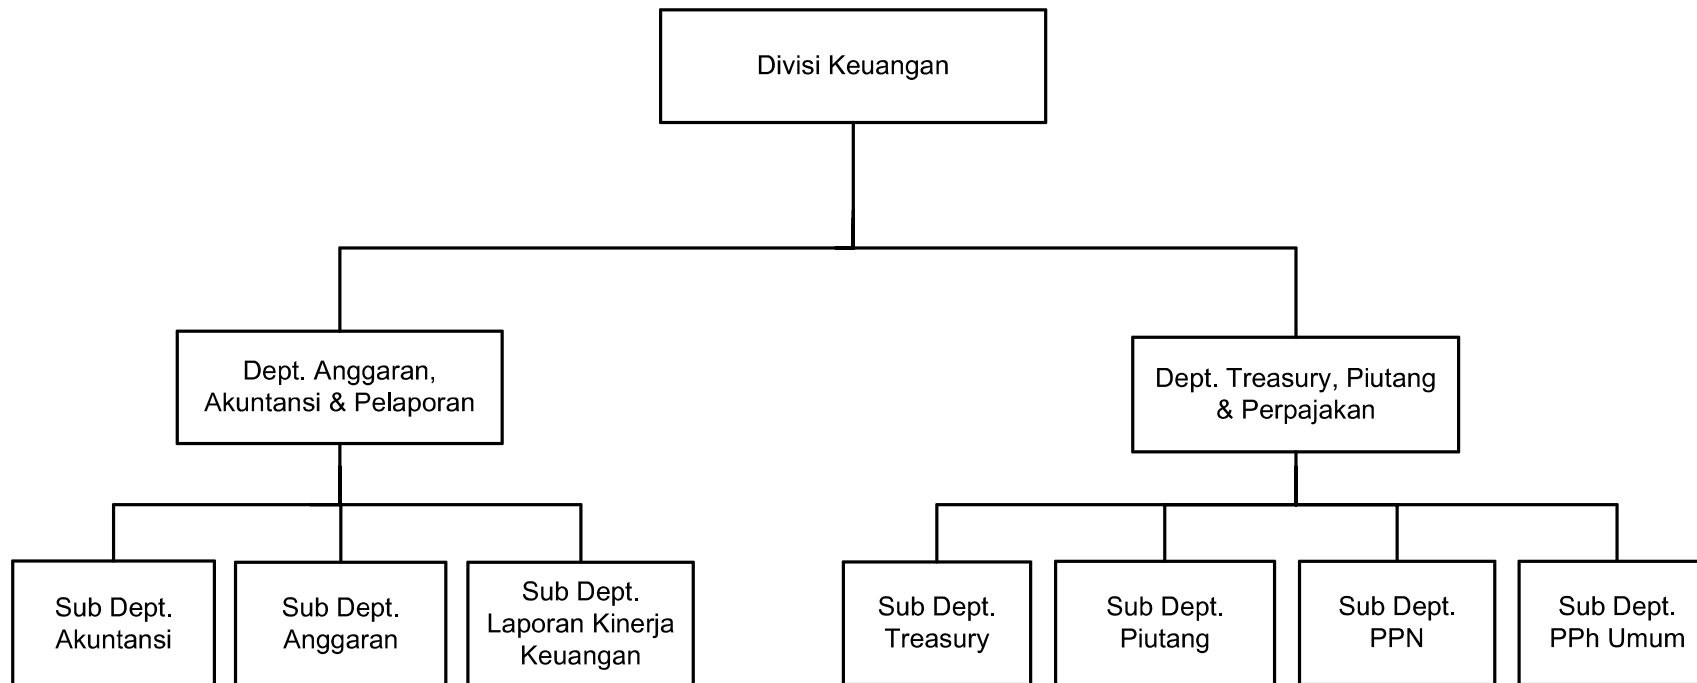 Divisi Keuangan
Dept. Anggaran,
Akuntansi & Pelaporan
Dept. Treasury, Piutang
& Perpajakan
Sub Dept.
Akuntansi
Sub Dept.
Anggaran
Sub Dept.
Laporan Kinerja
Keuangan
Sub Dept.
Treasury
Sub Dept.
Piutang
Sub Dept.
PPN
Sub Dept.
PPh Umum